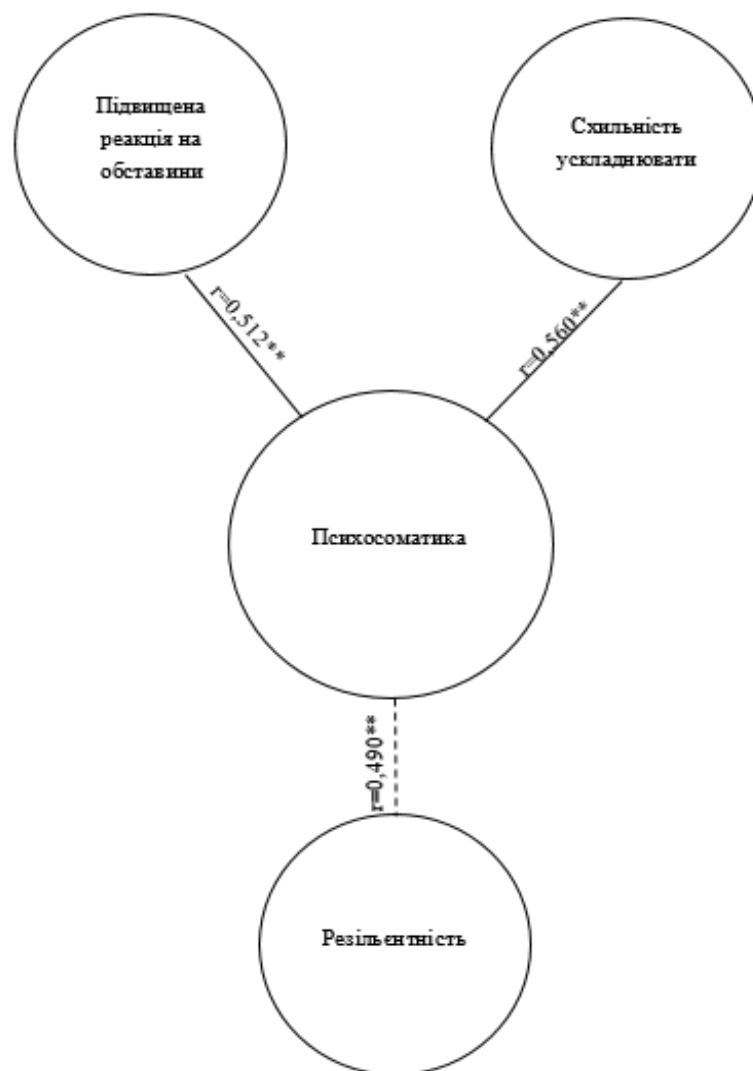 Підвищена
реакція на
обставини
Схильність
ускладнювати
r=0,512**
r=0,560**
Психосоматика
r=0,490**
Резільєнтність